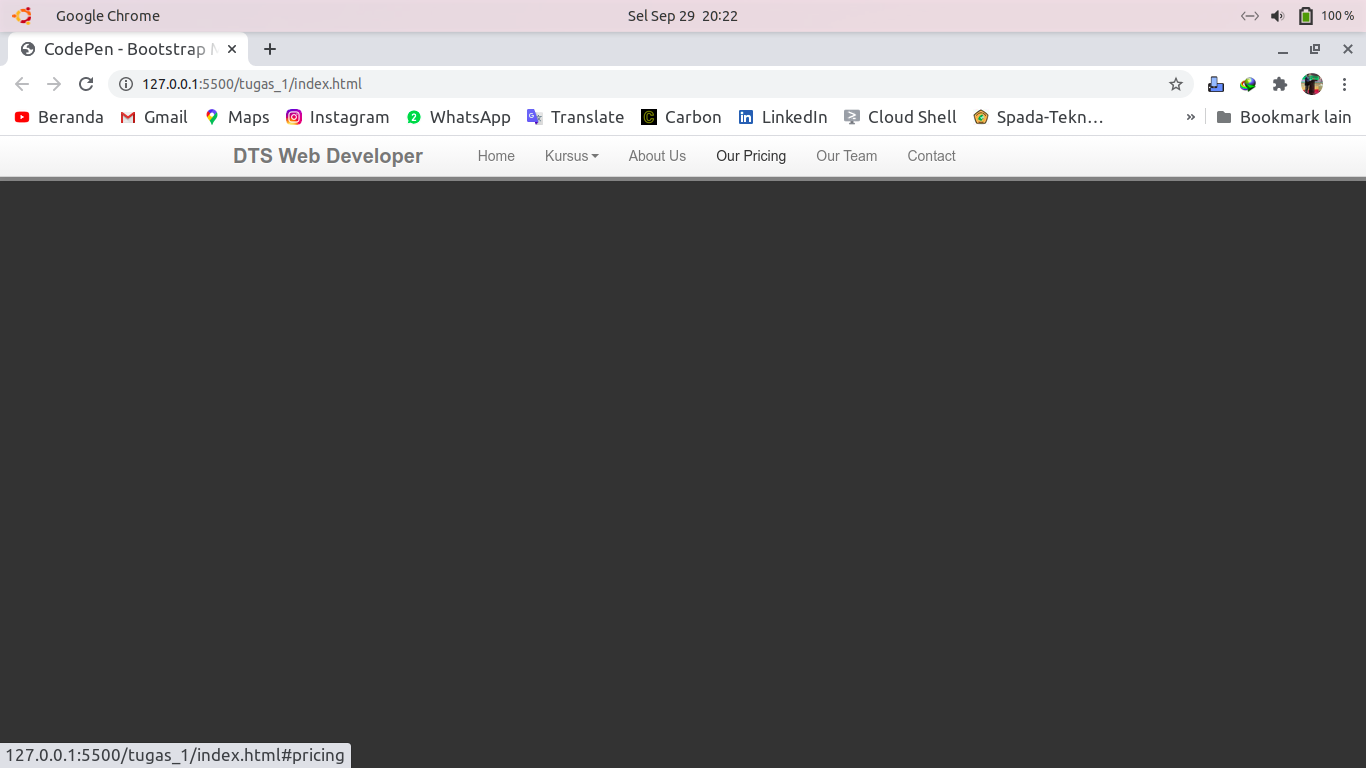 Google Chrome Sel Sep 29 20:22 100 %
CodePen - Bootstrap
127.0.0.1:5500/tugas_1/index.html
Beranda Gmail Maps Instagram WhatsApp Translate Carbon LinkedIn Cloud Shell Spada-Tekn… » Bookmark lain
DTS Web Developer Home Kursus About Us Our Pricing Our Team Contact
127.0.0.1:5500/tugas_1/index.html#pricing